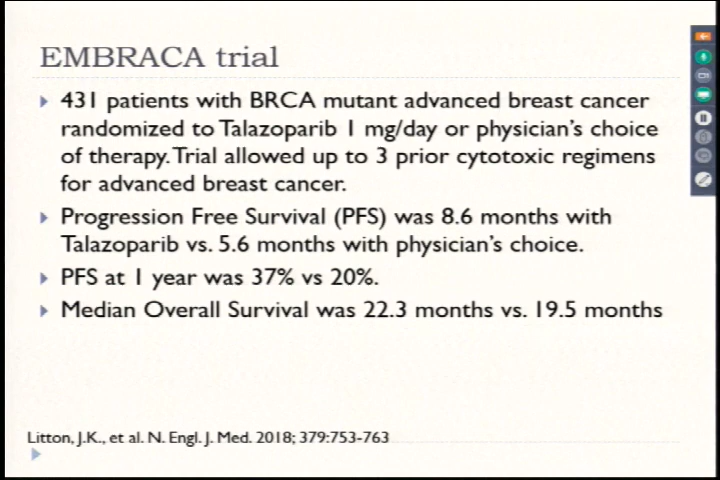 EMBRACA trial
431 patients with BRCA mutant advanced breast cancer
randomized to Talazoparib 1 mg/day or physician's choice
of therapy. Trial allowed up to 3 prior cytotoxic regimens
for advanced breast cancer.
Progression Free Survival (PFS) was 8.6 months with
Talazoparib vs. 5.6 months with physician's choice.
PFS at 1 year was 37% vs 20%.
Median Overall Survival was 22.3 months vs. 19.5 months
Litton, J.K., et al. N. Engl. J. Med. 2018; 379:753-763